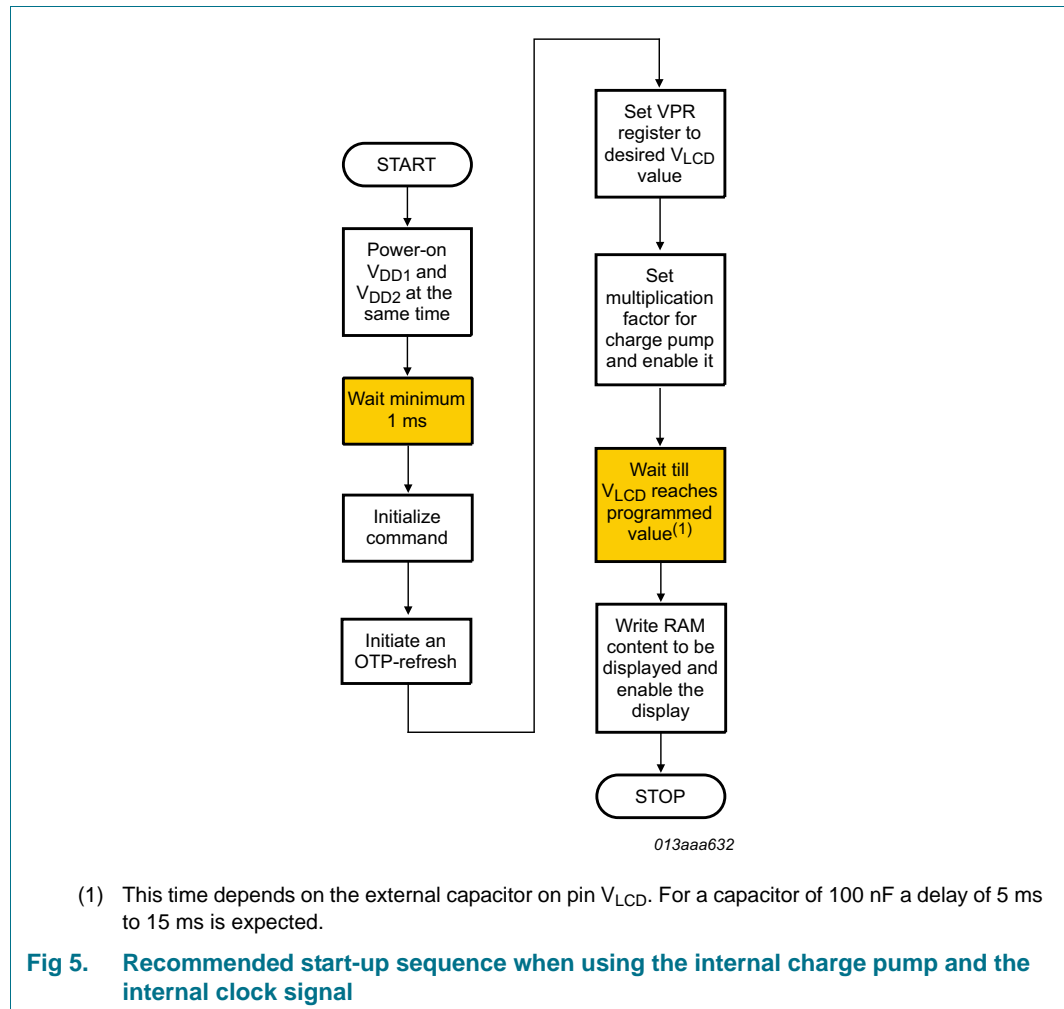 START
Power-on
VDD1 and
VDD2 at the
same time
Wait minimum
1 ms
Initialize
command
Initiate an
OTP-refresh
Set VPR
register to
desired VLCD
value
Set
multiplication
factor for
charge pump
and enable it
Wait till
VLCD reaches
programmed
value(1)
Write RAM
content to be
displayed and
enable the
display
STOP
013aaa632
(1) This time depends on the external capacitor on pin VLCD. For a capacitor of 100 nF a delay of 5 ms
to 15 ms is expected.
Fig 5. Recommended start-up sequence when using the internal charge pump and the
internal clock signal